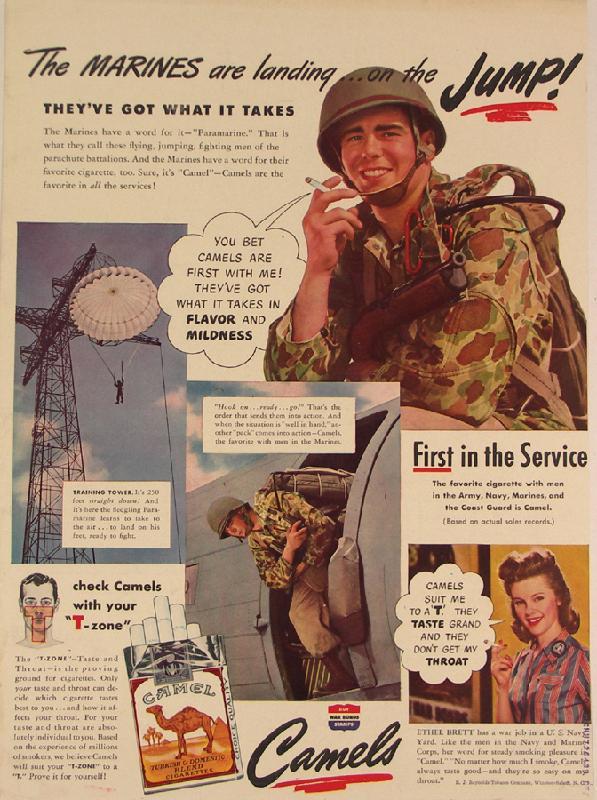 The MARINES are landing...on the JUMP!
THEY'VE GOT WHAT IT TAKES
The Marines have a word for it—"Paramarine." That is
what they call those flying, jumping, fighting men of the
parachute battalions. And the Marines have a word for their
favorite cigarette, too. Sure, it's "Camel"—Camels are the
favorite in all the services!
YOU BET
CAMELS ARE
FIRST WITH ME!
THEY'VE GOT
WHAT IT TAKES IN
FLAVOR AND
MILDNESS
"Hook on...ready...go." That's the
order that sends them into action. And
when the situation is "well in hand," an-
other "pack" comes into action—Camels,
the favorite with men in the Marines.
TRAINING TOWER. It's 250
feet straight down. And
it's here the fledgling Para-
marine learns to take to
the air...to land on his
feet, ready to fight.
First in the Service
The favorite cigarette with men
in the Army, Navy, Marines, and
the Coast Guard is Camel.
(Based on actual sales records.)
CAMELS
SUIT ME
TO A 'T'. THEY
TASTE GRAND
AND THEY
DON'T GET MY
THROAT
check Camels
with your
"T-zone"
The "T-ZONE"—Taste and
Throat—is the proving
ground for cigarettes. Only
your taste and throat can de-
cide which cigarette tastes
best to you...and how it af-
fects your throat. For your
taste and throat are abso-
lutely individual to you. Based
on the experience of millions
of smokers, we believe Camels
will suit your "T-ZONE" to a
"T." Prove it for yourself!
CAMEL
TURKISH & DOMESTIC
BLEND
CIGARETTES
CHOICE QUALITY
BUY
WAR BONDS
STAMPS
Camels
ETHEL BRETT has a war job in a U. S. Navy
Yard. Like the men in the Navy and Marine
Corps, her word for steady smoking pleasure is
"Camel." "No matter how much I smoke, Camels
always taste good—and they're so easy on my
throat."
R. J. Reynolds Tobacco Company, Winston-Salem, N. C.